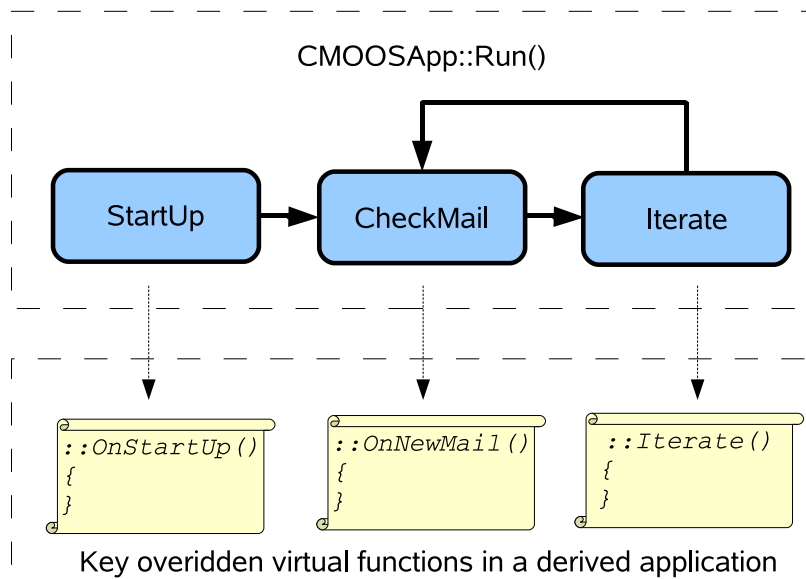 CMOOSApp::Run()
StartUp
CheckMail
Iterate
::OnStartUp()
{
}
::OnNewMail()
{
}
::Iterate()
{
}
Key overidden virtual functions in a derived application